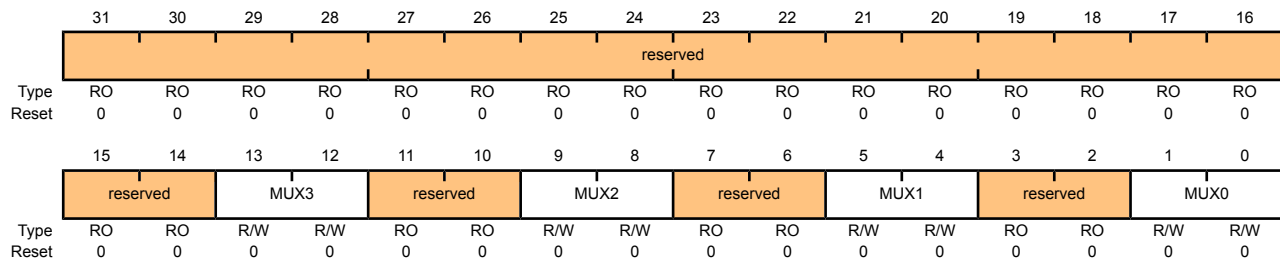 31 30 29 28 27 26 25 24 23 22 21 20 19 18 17 16
reserved
Type RO RO RO RO RO RO RO RO RO RO RO RO RO RO RO RO
Reset 0 0 0 0 0 0 0 0 0 0 0 0 0 0 0 0
15 14 13 12 11 10 9 8 7 6 5 4 3 2 1 0
reserved MUX3 reserved MUX2 reserved MUX1 reserved MUX0
Type RO RO R/W R/W RO RO R/W R/W RO RO R/W R/W RO RO R/W R/W
Reset 0 0 0 0 0 0 0 0 0 0 0 0 0 0 0 0